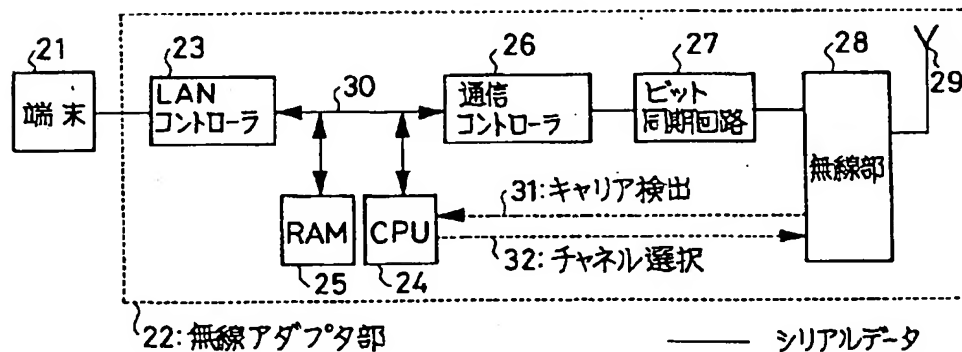 21
端末
23
LAN
コントローラ
30
26
通信
コントローラ
27
ビット
同期回路
28
無線部
29
RAM
25
CPU
24
31:キャリア検出
32:チャネル選択
22:無線アダプタ部
シリアルデータ